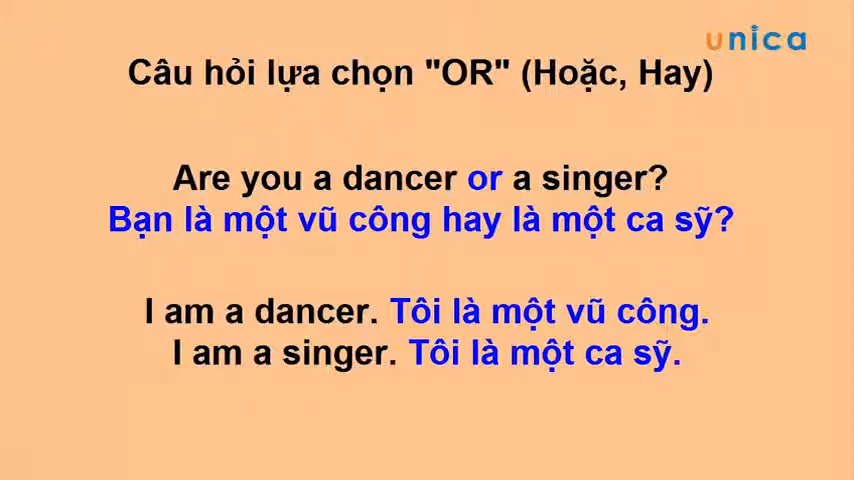 unica
Câu hỏi lựa chọn "OR" (Hoặc, Hay)
Are you a dancer or a singer?
Bạn là một vũ công hay là một ca sỹ?
I am a dancer. Tôi là một vũ công.
I am a singer. Tôi là một ca sỹ.